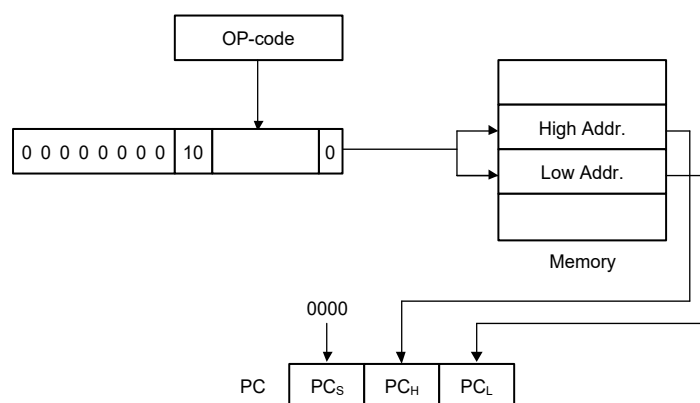 OP-code
0 0 0 0 0 0 0 0 10 0
High Addr.
Low Addr.
Memory
0000
PC PCS PCH PCL